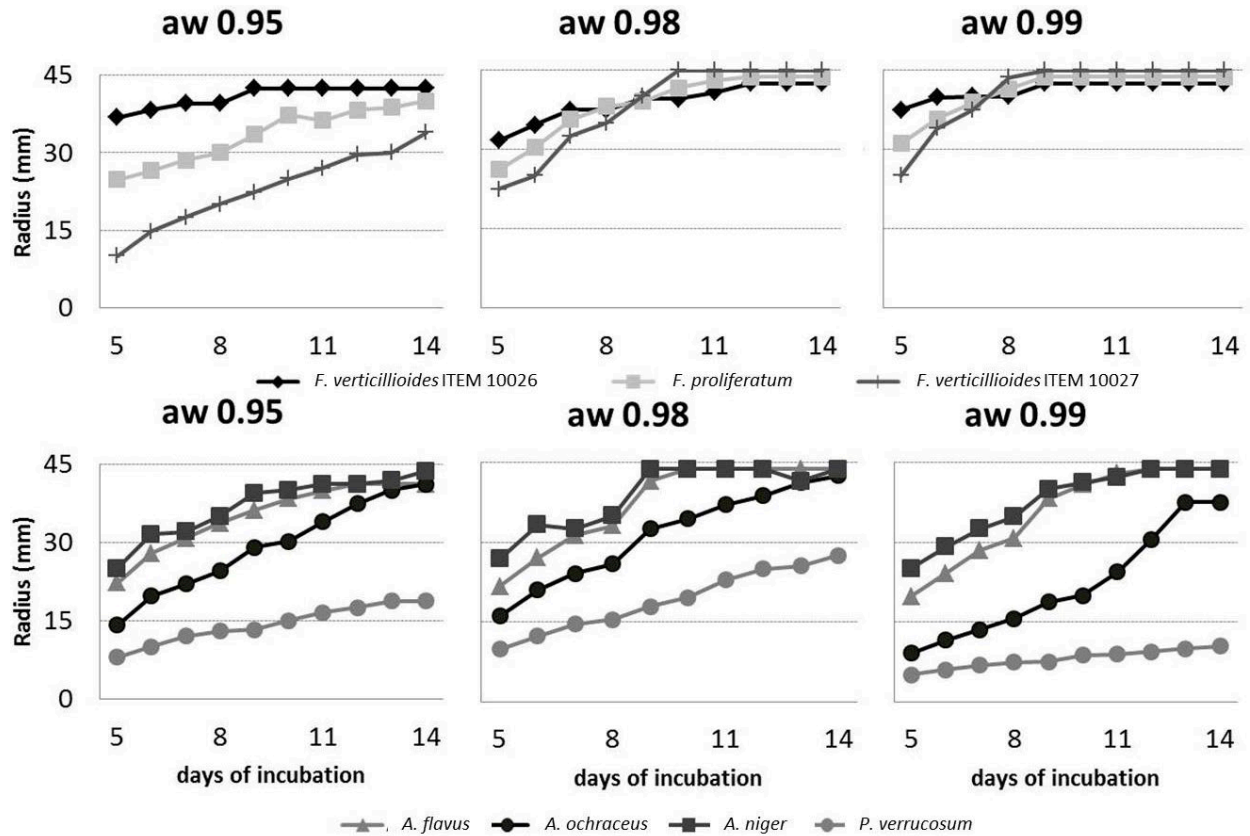 aw 0.95 aw 0.98 aw 0.99
Radius (mm)
45
30
15
0
5 8 11 14 5 8 11 14 5 8 11 14
F. verticillioides ITEM 10026 F. proliferatum F. verticillioides ITEM 10027
aw 0.95 aw 0.98 aw 0.99
Radius (mm)
45
30
15
0
5 8 11 14 5 8 11 14 5 8 11 14
days of incubation days of incubation days of incubation
A. flavus A. ochraceus A. niger P. verrucosum